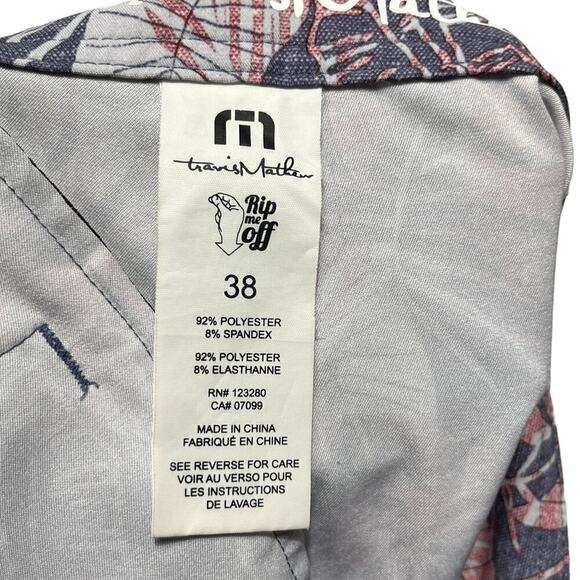 travisMathew
Rip
me
off
38
92% POLYESTER
8% SPANDEX
92% POLYESTER
8% ELASTHANNE
RN# 123280
CA# 07099
MADE IN CHINA
FABRIQUÉ EN CHINE
SEE REVERSE FOR CARE
VOIR AU VERSO POUR
LES INSTRUCTIONS
DE LAVAGE